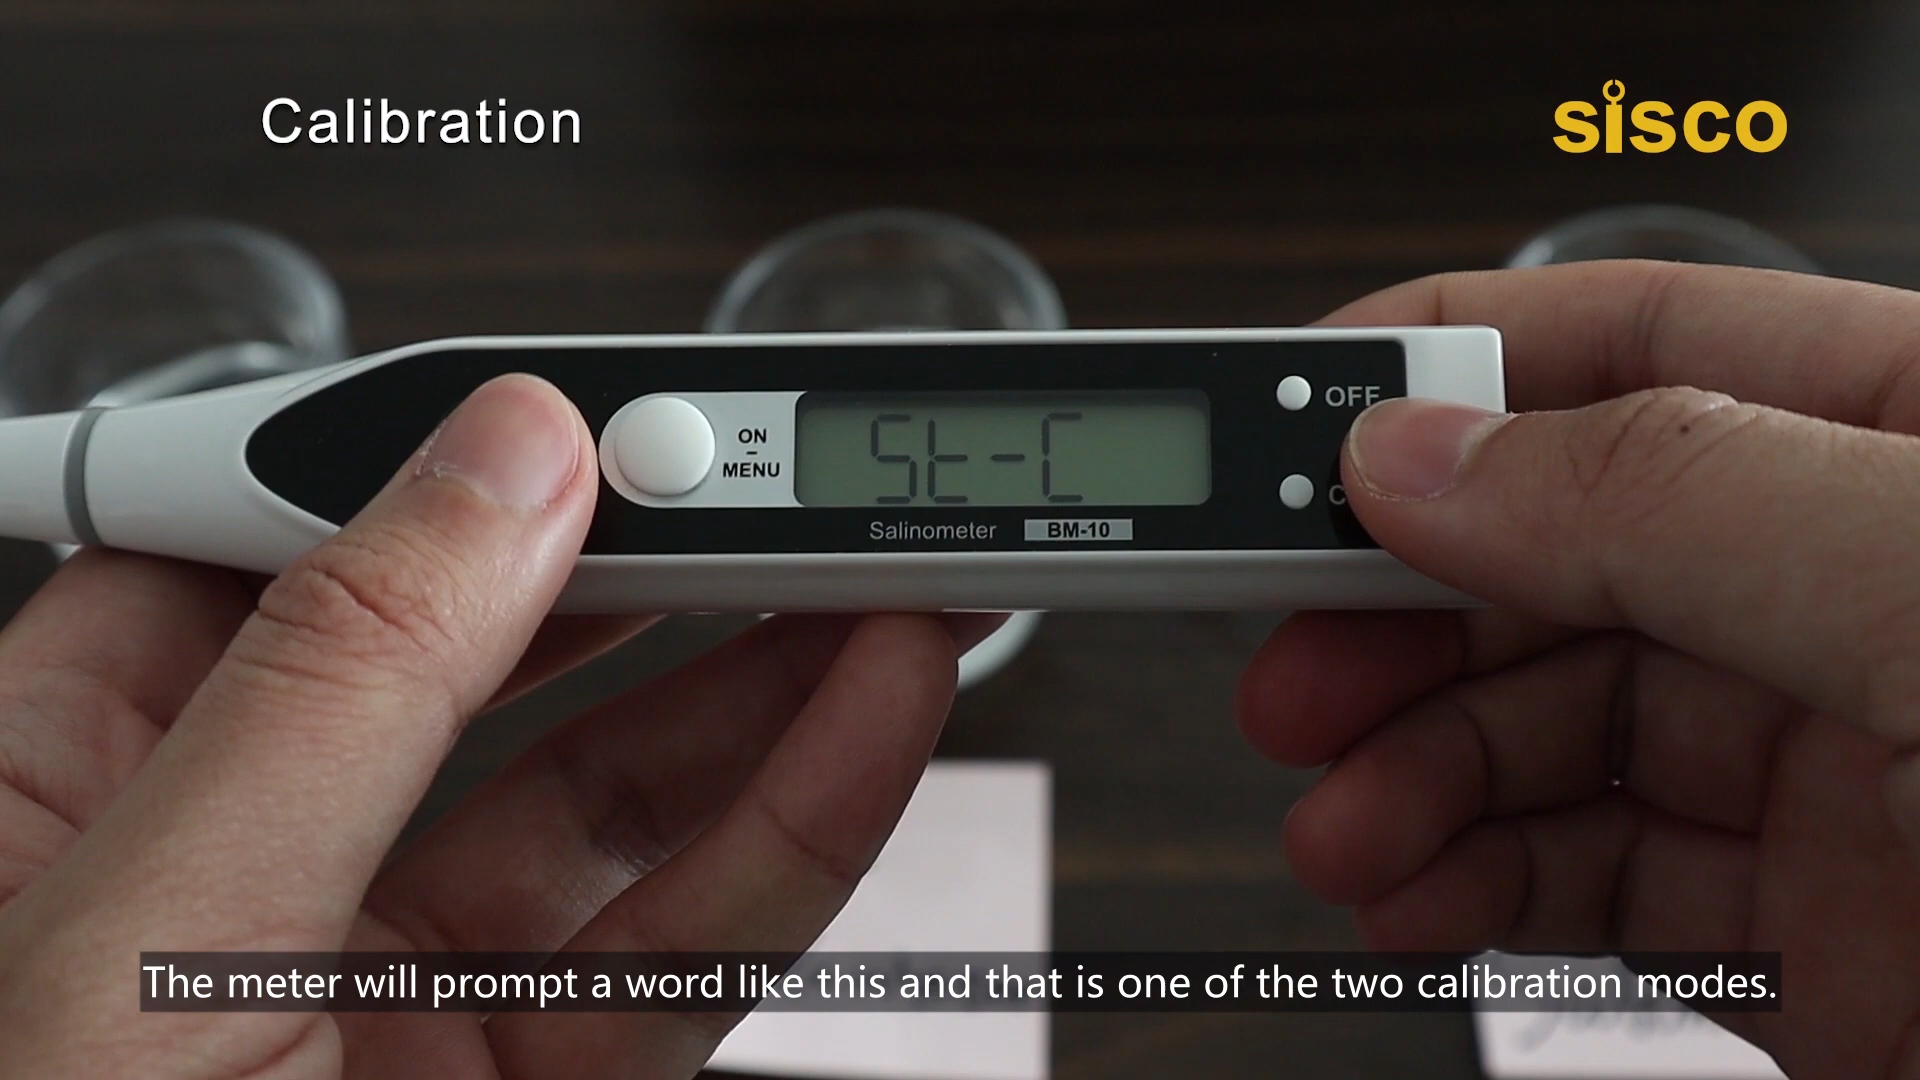 Calibration
sisco
ON
–
MENU
St-C
OFF
Salinometer
BM-10
The meter will prompt a word like this and that is one of the two calibration modes.